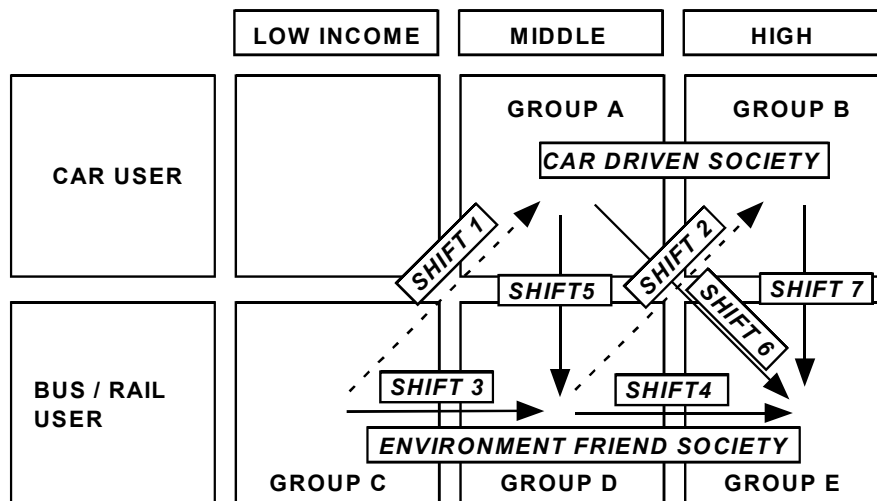 LOW INCOME
MIDDLE
HIGH
GROUP A
GROUP B
CAR DRIVEN SOCIETY
CAR USER
SHIFT 1
SHIFT 2
SHIFT5
SHIFT 6
SHIFT 7
BUS / RAIL
USER
SHIFT 3
SHIFT4
ENVIRONMENT FRIEND SOCIETY
GROUP C
GROUP D
GROUP E